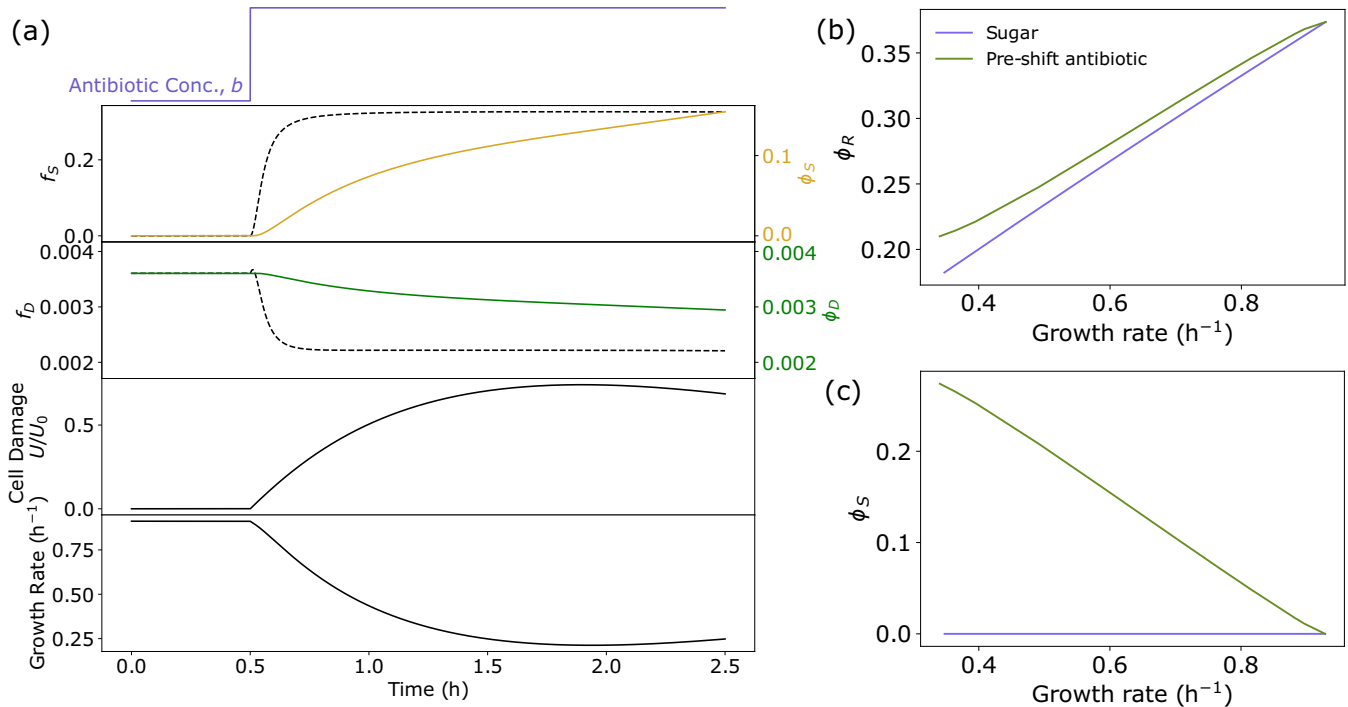 (a)
Antibiotic Conc., b
0.2
0.0
f_S
0.1
0.0
ϕ_S
0.004
0.003
0.002
f_D
0.004
0.003
0.002
ϕ_D
0.5
0.0
Cell Damage
U/U_0
0.75
0.50
0.25
Growth Rate (h⁻¹)
0.0 0.5 1.0 1.5 2.0 2.5
Time (h)
(b)
Sugar
Pre-shift antibiotic
0.35
0.30
0.25
0.20
ϕ_R
0.4 0.6 0.8
Growth rate (h⁻¹)
(c)
0.2
0.1
0.0
ϕ_S
0.4 0.6 0.8
Growth rate (h⁻¹)